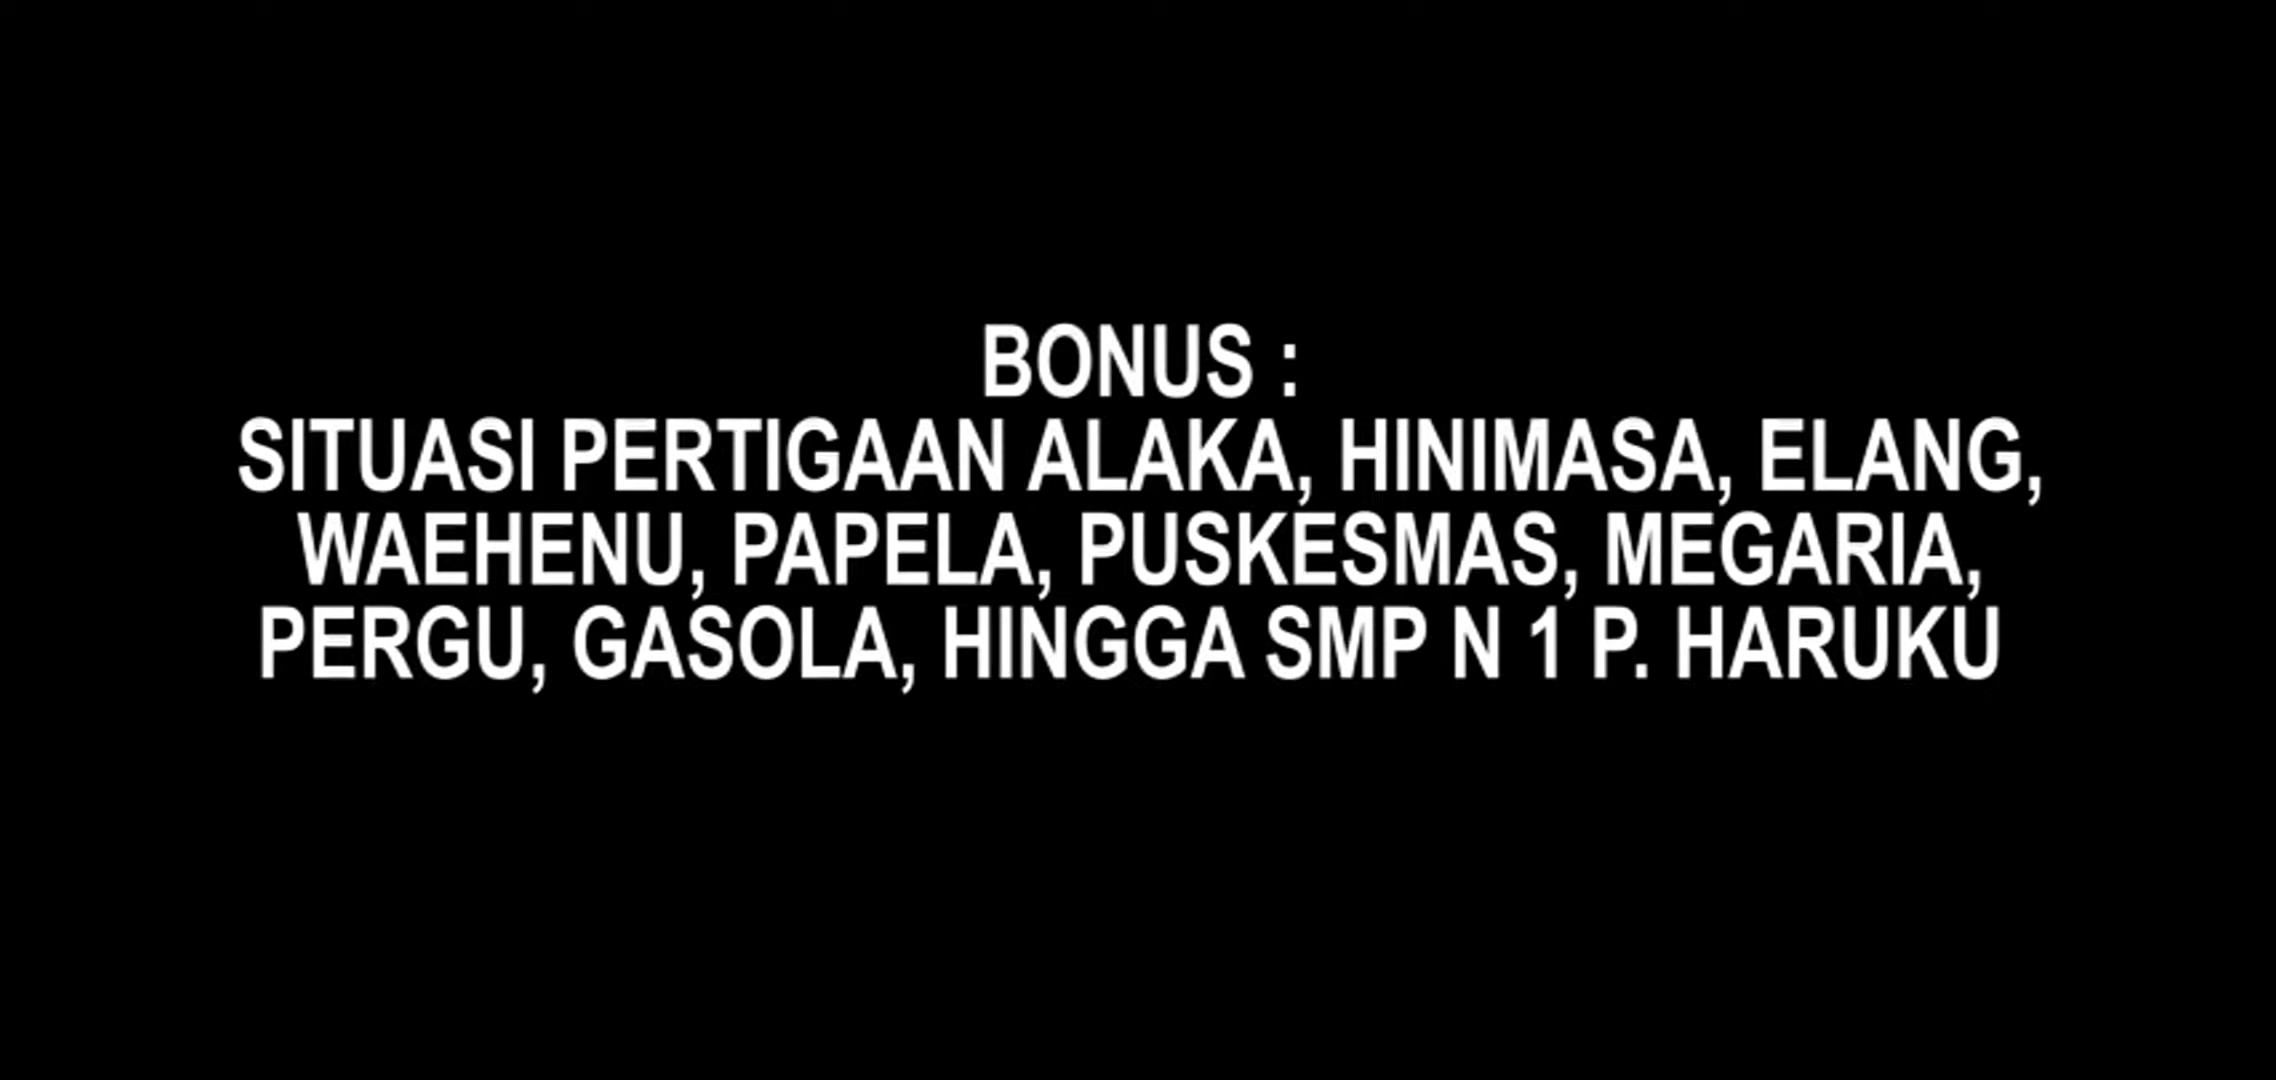 BONUS :
SITUASI PERTIGAAN ALAKA, HINIMASA, ELANG,
WAEHENU, PAPELA, PUSKESMAS, MEGARIA,
PERGU, GASOLA, HINGGA SMP N 1 P. HARUKU